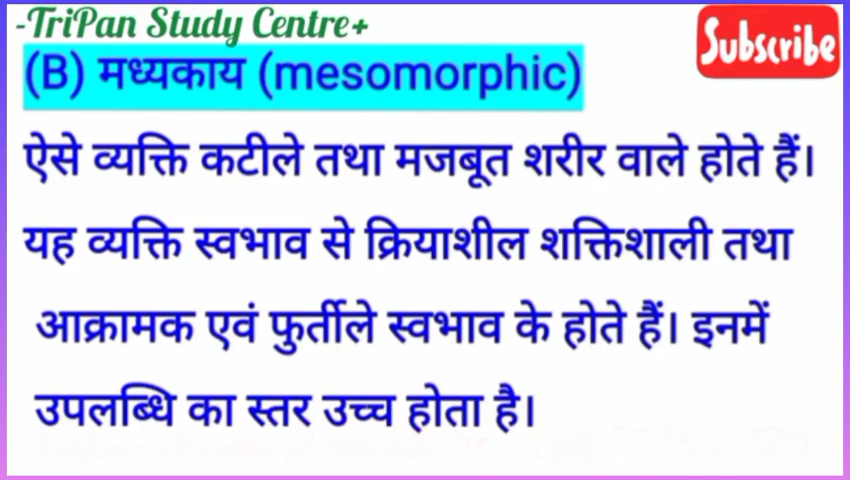 -TriPan Study Centre+
Subscribe
(B) मध्यकाय (mesomorphic)
ऐसे व्यक्ति कटीले तथा मजबूत शरीर वाले होते हैं।
यह व्यक्ति स्वभाव से क्रियाशील शक्तिशाली तथा
आक्रामक एवं फुर्तीले स्वभाव के होते हैं। इनमें
उपलब्धि का स्तर उच्च होता है।